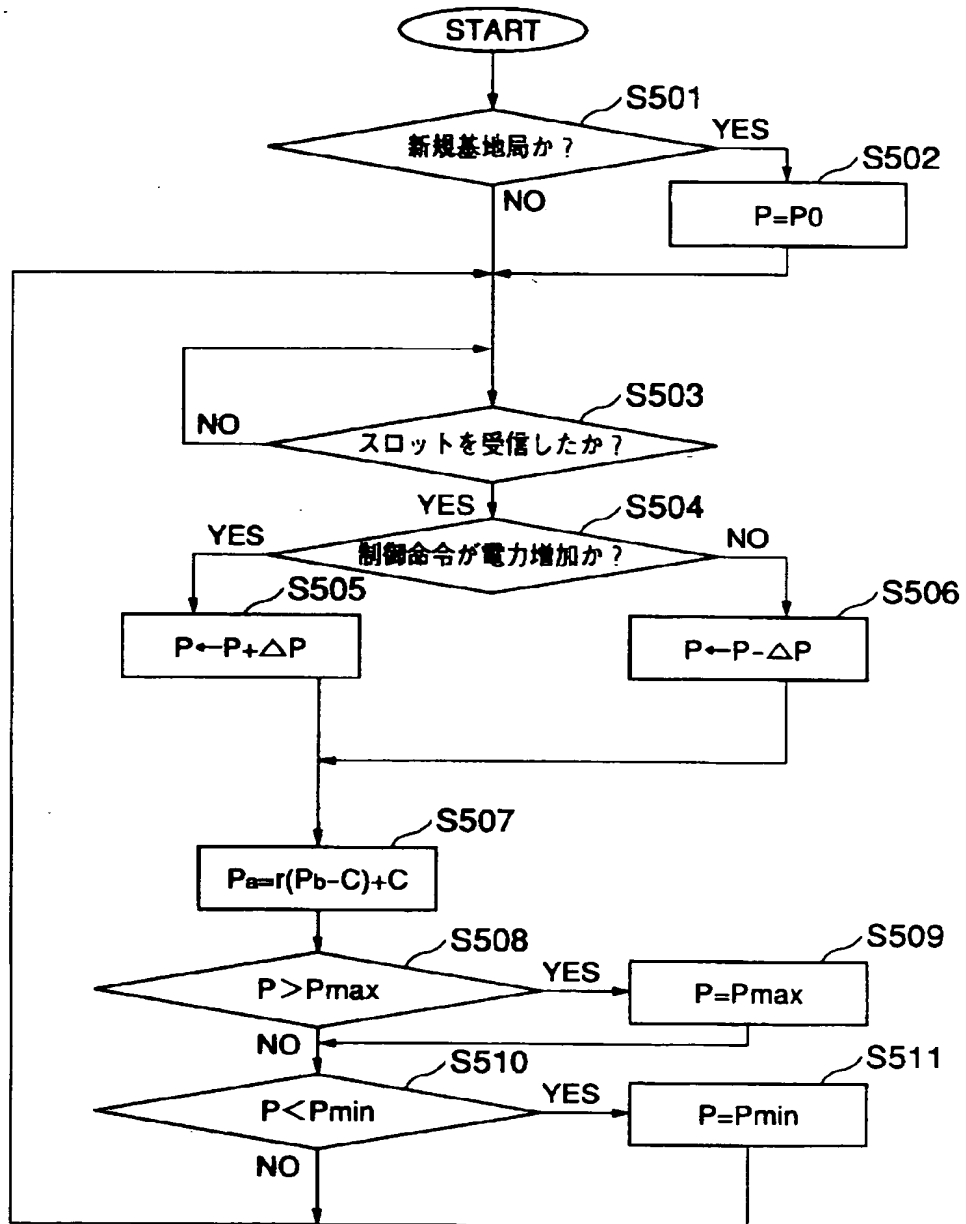 START
S501
新規基地局か?
YES
S502
P=P0
NO
S503
NO
スロットを受信したか?
YES
S504
YES
制御命令が電力増加か?
NO
S505
S506
P←P+△P
P←P-△P
S507
Pa=r(Pb-C)+C
S508
S509
P>Pmax
YES
P=Pmax
NO
S510
S511
P<Pmin
YES
P=Pmin
NO